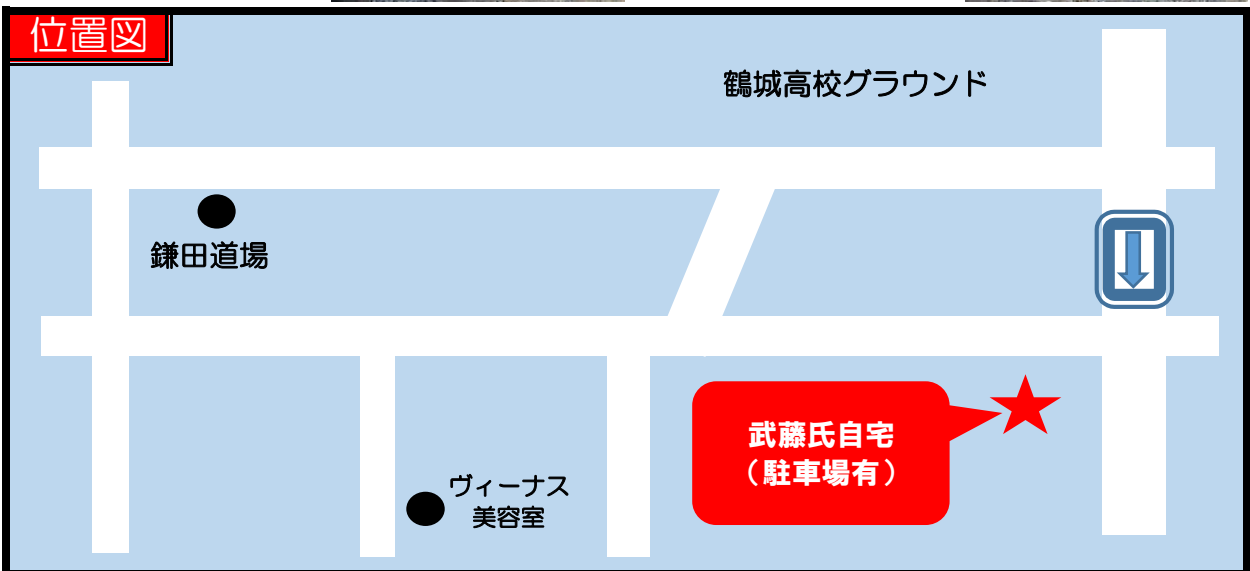 位置図
鶴城高校グラウンド
鎌田道場
武藤氏自宅
（駐車場有）
ヴィーナス
美容室